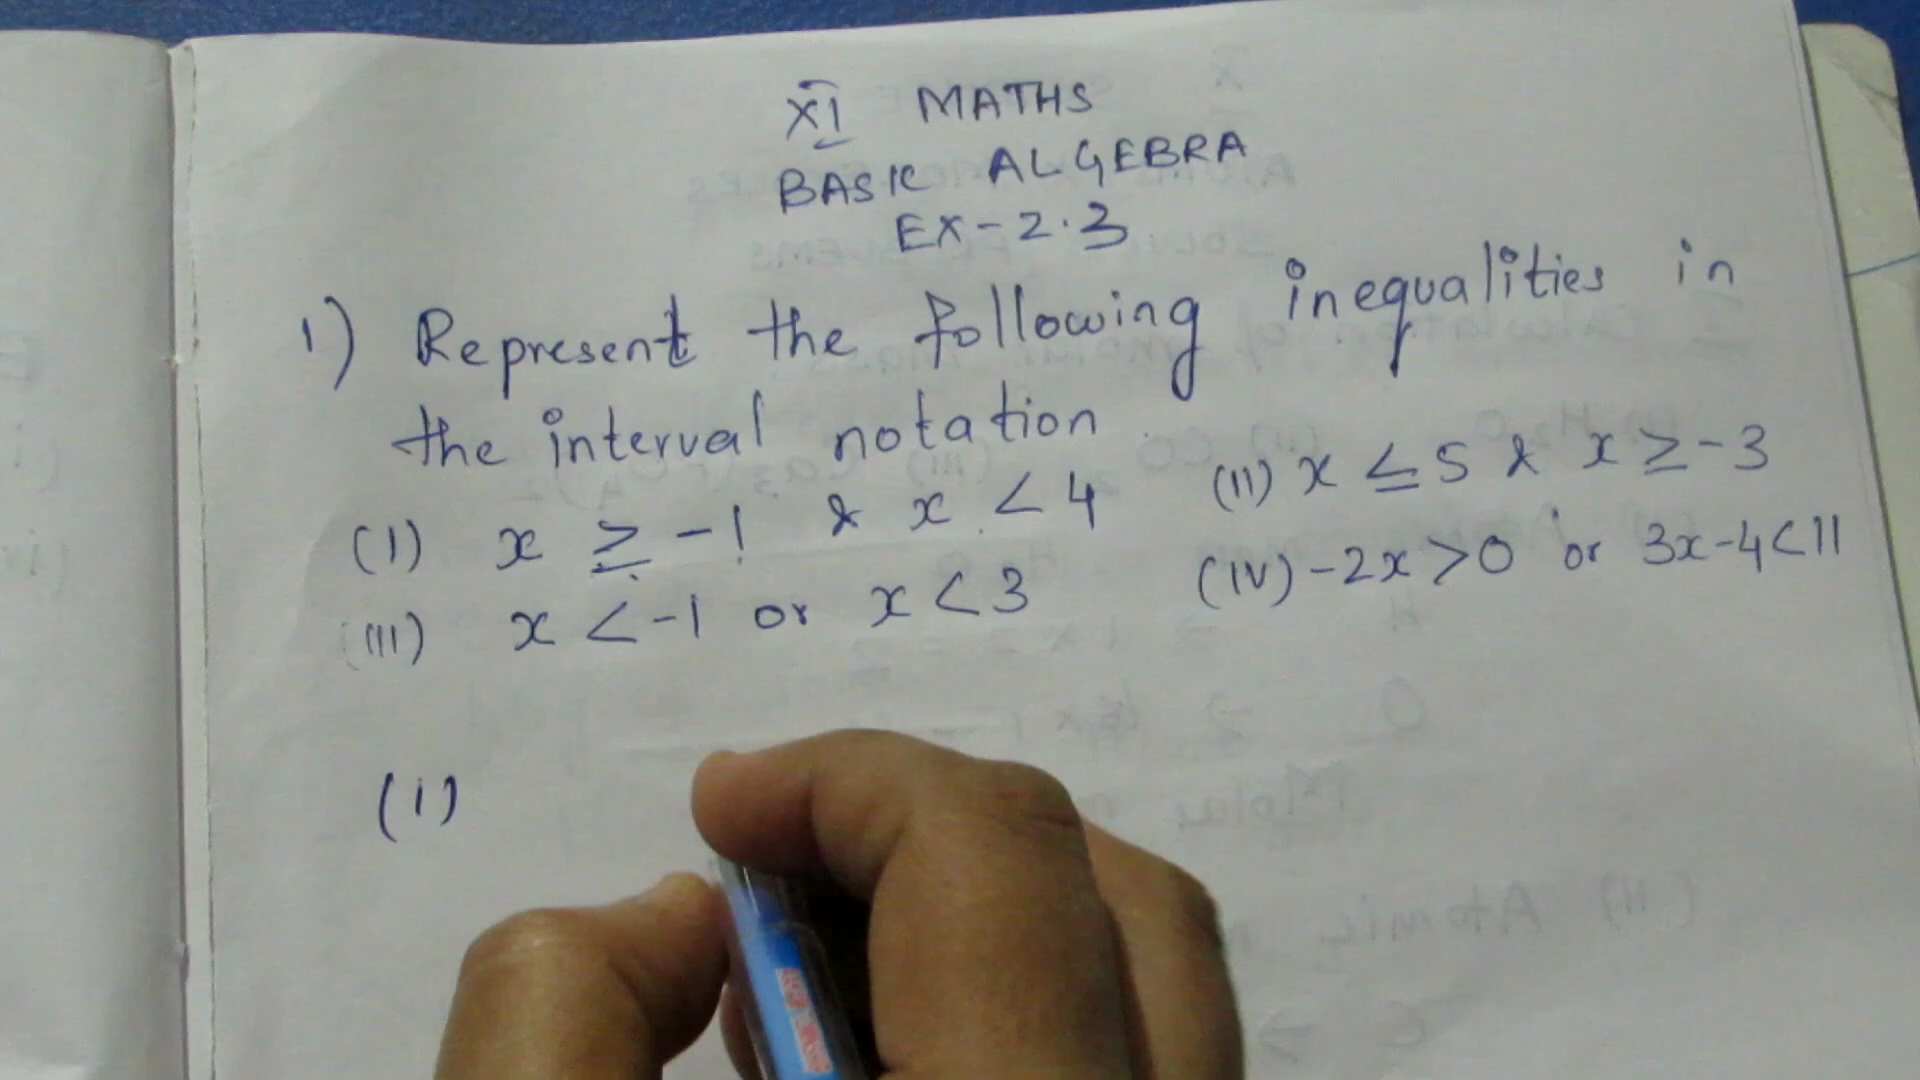 XI MATHS
BASIC ALGEBRA
EX-2.3
1) Represent the following inequalities in
the interval notation
(I) x ≥ -1 & x < 4 (II) x ≤ 5 & x ≥ -3
(III) x < -1 or x < 3 (IV) -2x > 0 or 3x-4 < 11
(i)